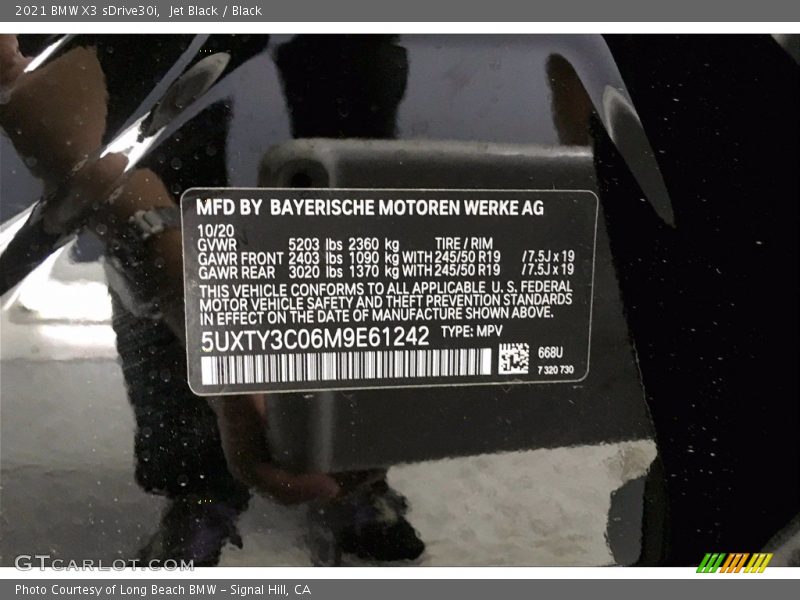 2021 BMW X3 sDrive30i, Jet Black / Black
MFD BY BAYERISCHE MOTOREN WERKE AG
10/20
GVWR 5203 lbs 2360 kg TIRE / RIM
GAWR FRONT 2403 lbs 1090 kg WITH 245/50 R19 /7.5J x 19
GAWR REAR 3020 lbs 1370 kg WITH 245/50 R19 /7.5J x 19
THIS VEHICLE CONFORMS TO ALL APPLICABLE U.S. FEDERAL
MOTOR VEHICLE SAFETY AND THEFT PREVENTION STANDARDS
IN EFFECT ON THE DATE OF MANUFACTURE SHOWN ABOVE.
5UXTY3C06M9E61242 TYPE: MPV
668U
7 320 730
GTCARLOT.COM
Photo Courtesy of Long Beach BMW - Signal Hill, CA